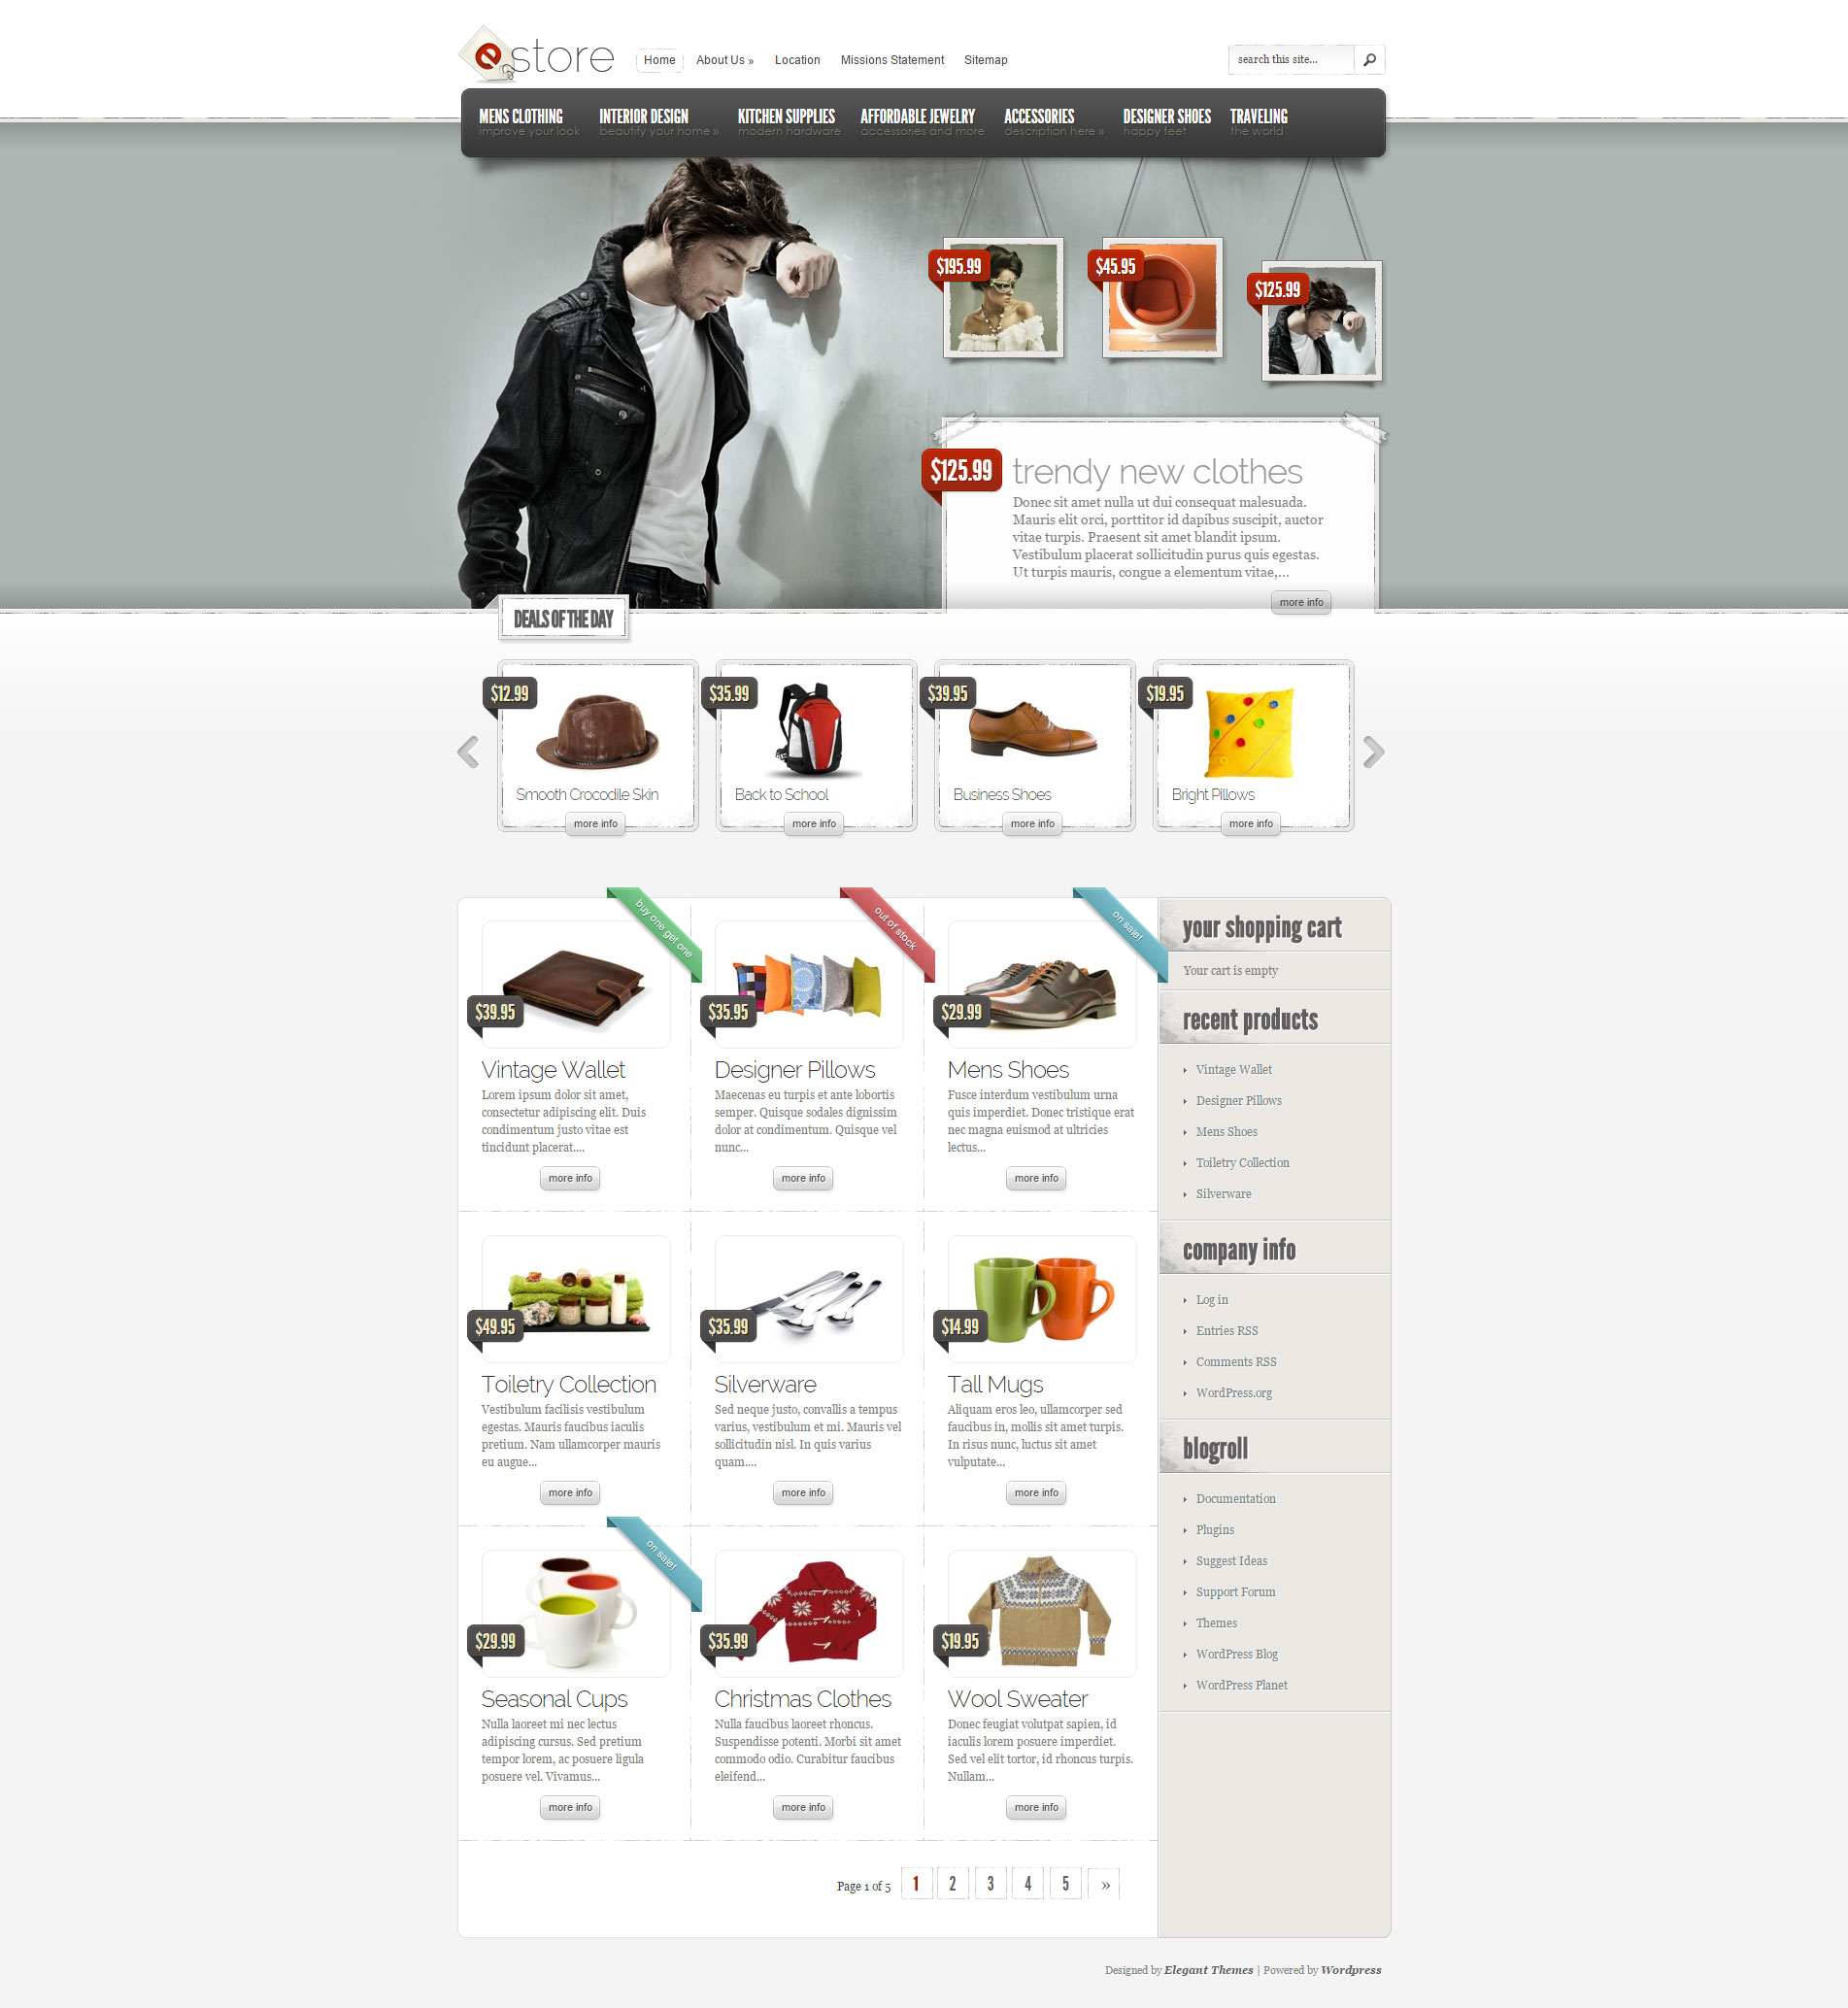 estore
Home About Us » Location Missions Statement Sitemap
search this site...
MENS CLOTHING INTERIOR DESIGN KITCHEN SUPPLIES AFFORDABLE JEWELRY ACCESSORIES DESIGNER SHOES TRAVELING
improve your look beautify your home » modern hardware accessories and more description here » happy feet the world
$195.99 $45.95 $125.99
$125.99 trendy new clothes
Donec sit amet nulla ut dui consequat malesuada.
Mauris elit orci, porttitor id dapibus suscipit, auctor
vitae turpis. Praesent sit amet blandit ipsum.
Vestibulum placerat sollicitudin purus quis egestas.
Ut turpis mauris, congue a elementum vitae,...
more info
DEALS OF THE DAY
$12.99 $35.99 $39.95 $19.95
Smooth Crocodile Skin Back to School Business Shoes Bright Pillows
more info more info more info more info
buy one get one
$39.95
Vintage Wallet
Lorem ipsum dolor sit amet,
consectetur adipiscing elit. Duis
condimentum justo vitae est
tincidunt placerat....
more info
out of stock
$35.95
Designer Pillows
Maecenas eu turpis et ante lobortis
semper. Quisque sodales dignissim
dolor at condimentum. Quisque vel
nunc...
more info
on sale!
$29.99
Mens Shoes
Fusce interdum vestibulum urna
quis imperdiet. Donec tristique erat
nec magna euismod at ultricies
lectus...
more info
$49.95
Toiletry Collection
Vestibulum facilisis vestibulum
egestas. Mauris faucibus iaculis
pretium. Nam ullamcorper mauris
eu augue...
more info
$35.99
Silverware
Sed neque justo, convallis a tempus
varius, vestibulum et mi. Mauris vel
sollicitudin nisl. In quis varius
quam....
more info
$14.99
Tall Mugs
Aliquam eros leo, ullamcorper sed
faucibus in, mollis sit amet turpis.
In risus nunc, luctus sit amet
vulputate...
more info
on sale!
$29.99
Seasonal Cups
Nulla laoreet mi nec lectus
adipiscing cursus. Sed pretium
tempor lorem, ac posuere ligula
posuere vel. Vivamus...
more info
$35.99
Christmas Clothes
Nulla faucibus laoreet rhoncus.
Suspendisse potenti. Morbi sit amet
commodo odio. Curabitur faucibus
eleifend...
more info
$19.95
Wool Sweater
Donec feugiat volutpat sapien, id
iaculis lorem posuere imperdiet.
Sed vel elit tortor, id rhoncus turpis.
Nullam...
more info
Page 1 of 5 1 2 3 4 5 »
your shopping cart
Your cart is empty
recent products
Vintage Wallet
Designer Pillows
Mens Shoes
Toiletry Collection
Silverware
company info
Log in
Entries RSS
Comments RSS
WordPress.org
blogroll
Documentation
Plugins
Suggest Ideas
Support Forum
Themes
WordPress Blog
WordPress Planet
Designed by Elegant Themes | Powered by Wordpress